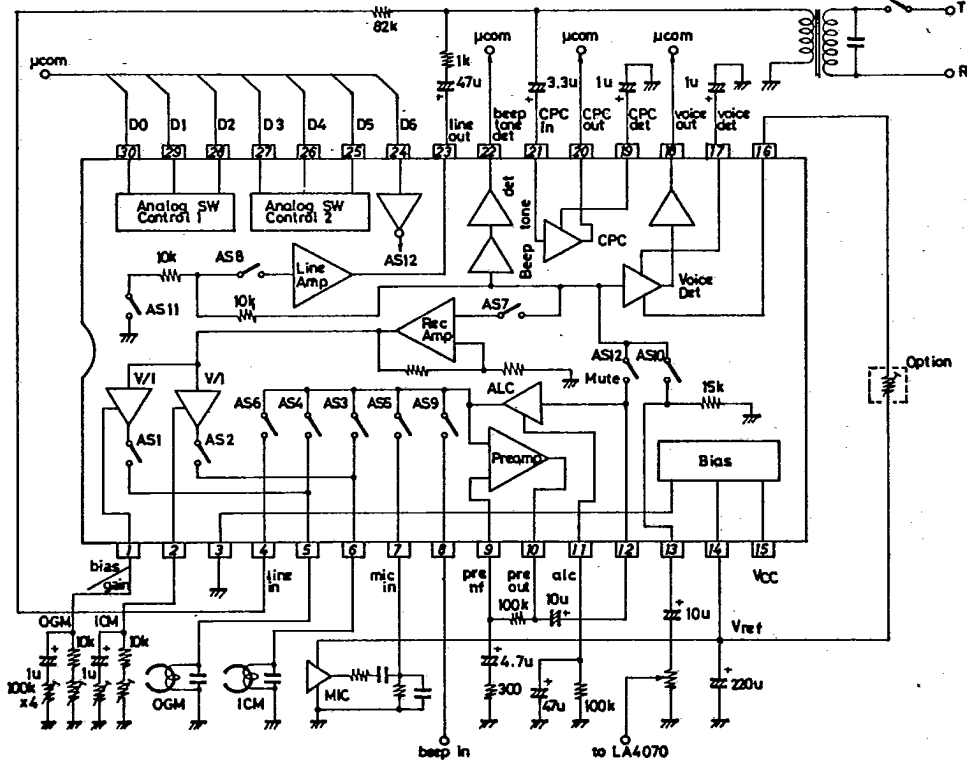 T
82k
μcom
μcom
μcom
μcom
1k
47u
3.3u
1u
1u
R
D0
D1
D2
D3
D4
D5
D6
line out
beep tone det
CPC in
CPC out
CPC det
voice out
voice det
30
29
28
27
26
25
24
23
22
21
20
19
18
17
16
Analog SW Control 1
Analog SW Control 2
AS12
Beep tone det
CPC
10k
AS8
Line Amp
Voice Det
AS11
10k
AS7
Rec Amp
AS12
AS10
Mute
Option
V/I
V/I
AS6
AS4
AS3
AS5
AS9
ALC
15k
AS1
AS2
Preamp
Bias
1
2
3
4
5
6
7
8
9
10
11
12
13
14
15
bias
gain
line in
mic in
pre nf
pre out
alc
VCC
OGM
ICM
100k
10u
10u
Vref
10k
10k
1u
1u
100k x4
OGM
ICM
MIC
4.7u
300
47u
100k
220u
beep in
to LA4070